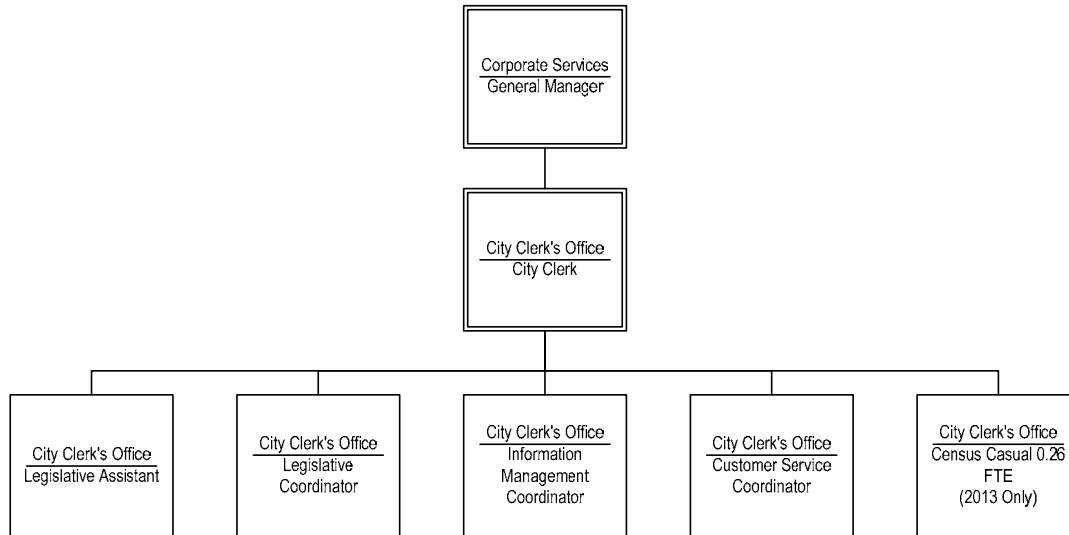 Corporate Services
General Manager
City Clerk's Office
City Clerk
City Clerk's Office
Legislative Assistant
City Clerk's Office
Legislative
Coordinator
City Clerk's Office
Information
Management
Coordinator
City Clerk's Office
Customer Service
Coordinator
City Clerk's Office
Census Casual 0.26
FTE
(2013 Only)